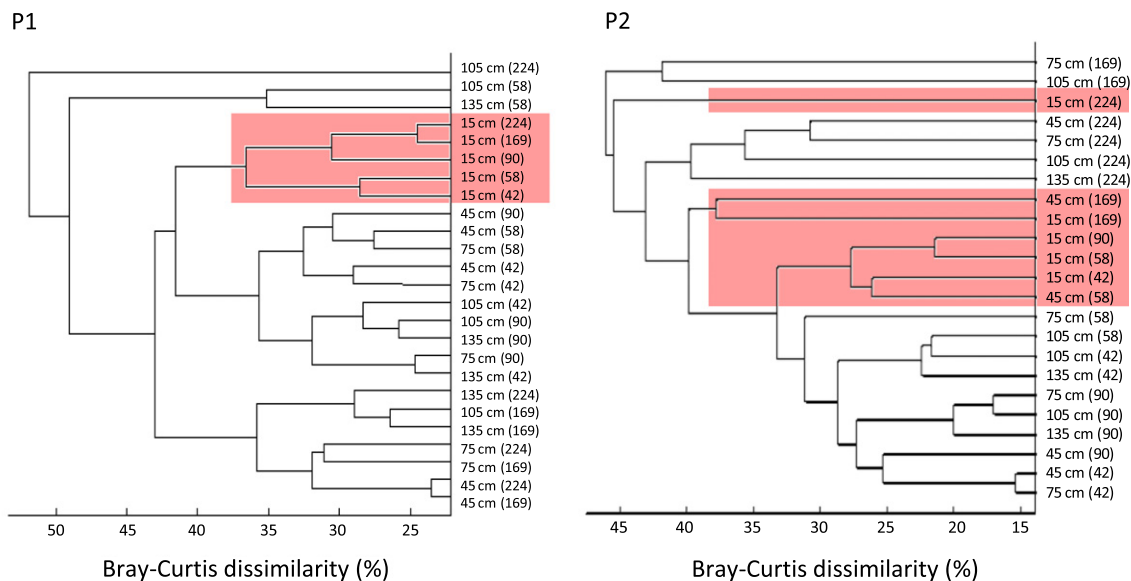 P1
105 cm (224)
105 cm (58)
135 cm (58)
15 cm (224)
15 cm (169)
15 cm (90)
15 cm (58)
15 cm (42)
45 cm (90)
45 cm (58)
75 cm (58)
45 cm (42)
75 cm (42)
105 cm (42)
105 cm (90)
135 cm (90)
75 cm (90)
135 cm (42)
135 cm (224)
105 cm (169)
135 cm (169)
75 cm (224)
75 cm (169)
45 cm (224)
45 cm (169)
50 45 40 35 30 25
Bray-Curtis dissimilarity (%)
P2
75 cm (169)
105 cm (169)
15 cm (224)
45 cm (224)
75 cm (224)
105 cm (224)
135 cm (224)
45 cm (169)
15 cm (169)
15 cm (90)
15 cm (58)
15 cm (42)
45 cm (58)
75 cm (58)
105 cm (58)
105 cm (42)
135 cm (42)
75 cm (90)
105 cm (90)
135 cm (90)
45 cm (90)
45 cm (42)
75 cm (42)
45 40 35 30 25 20 15
Bray-Curtis dissimilarity (%)